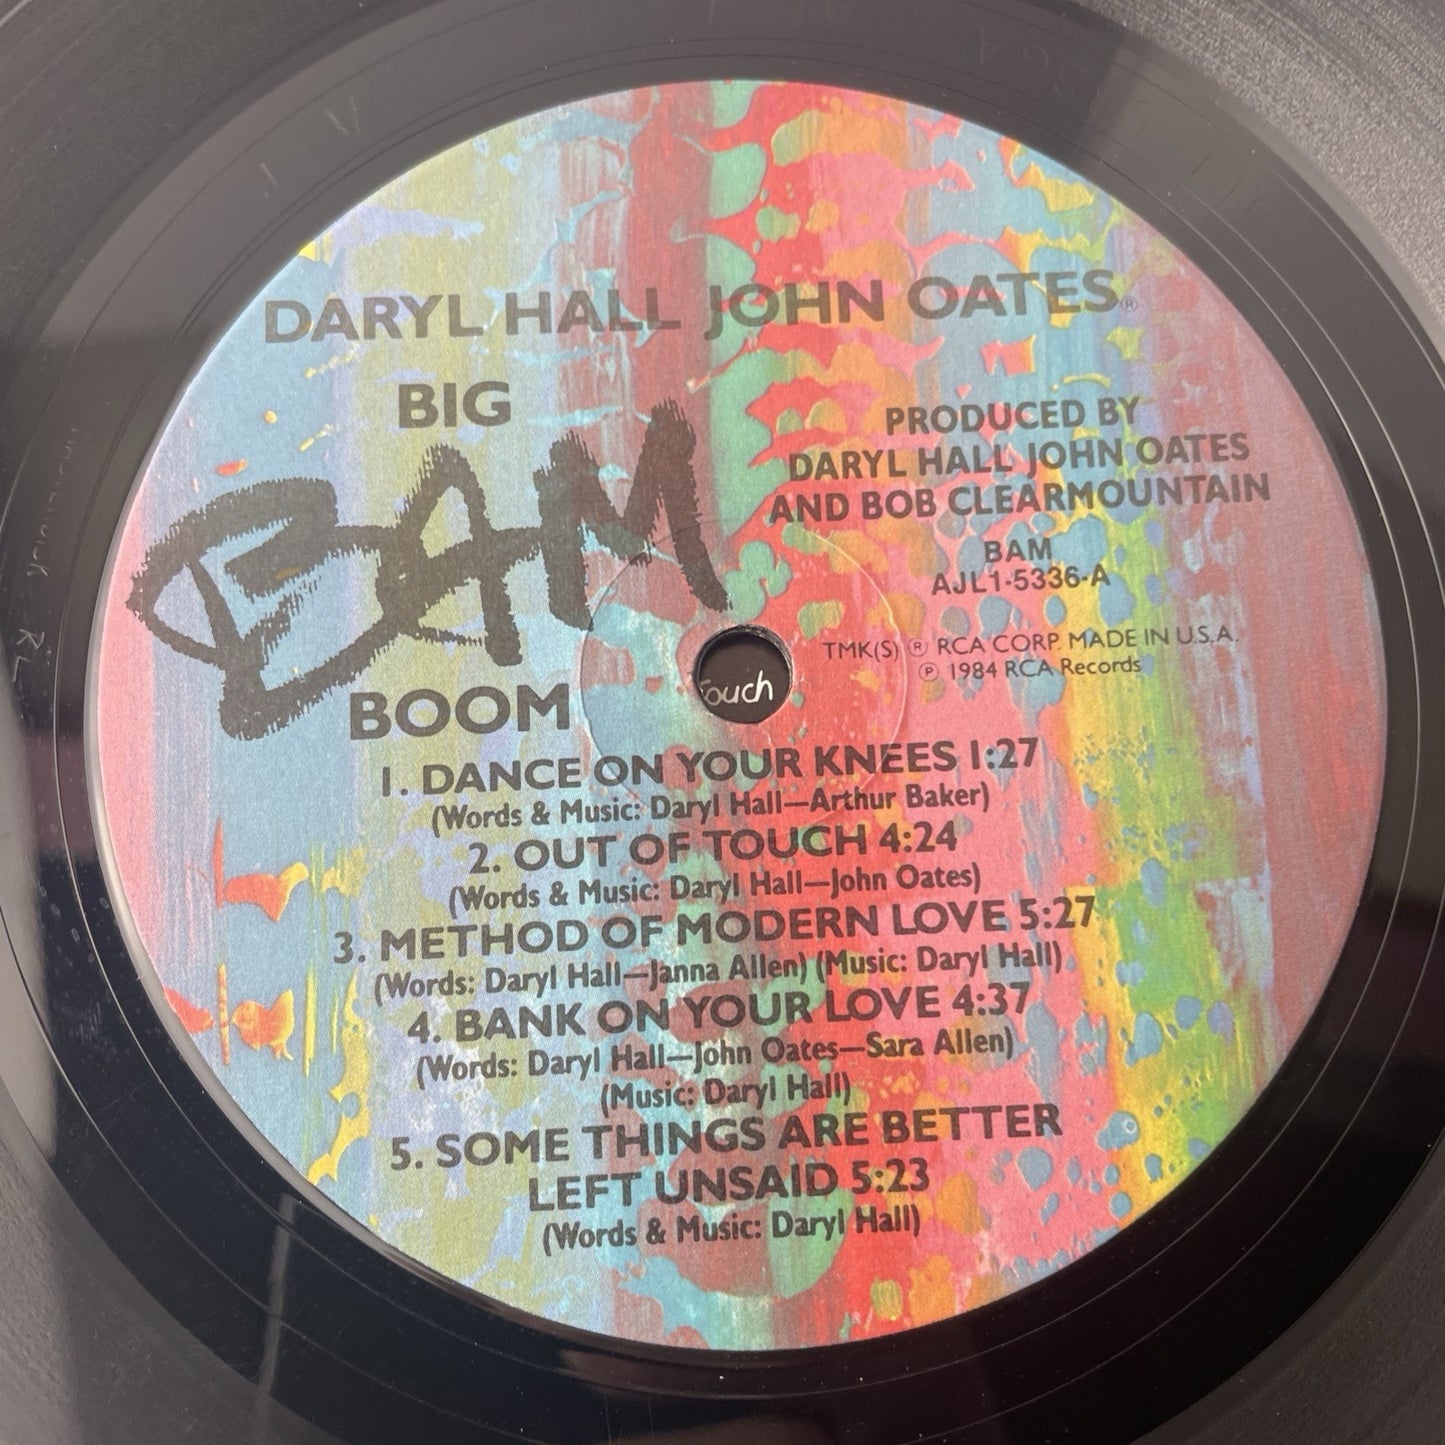 DARYL HALL JOHN OATES®
BIG
BAM
BOOM
PRODUCED BY
DARYL HALL JOHN OATES
AND BOB CLEARMOUNTAIN
BAM
AJL1-5336-A
TMK(S) ® RCA CORP. MADE IN U.S.A.
℗ 1984 RCA Records
Touch
1. DANCE ON YOUR KNEES 1:27
(Words & Music: Daryl Hall—Arthur Baker)
2. OUT OF TOUCH 4:24
(Words & Music: Daryl Hall—John Oates)
3. METHOD OF MODERN LOVE 5:27
(Words: Daryl Hall—Janna Allen) (Music: Daryl Hall)
4. BANK ON YOUR LOVE 4:37
(Words: Daryl Hall—John Oates—Sara Allen)
(Music: Daryl Hall)
5. SOME THINGS ARE BETTER
LEFT UNSAID 5:23
(Words & Music: Daryl Hall)
MASTERDISK RL